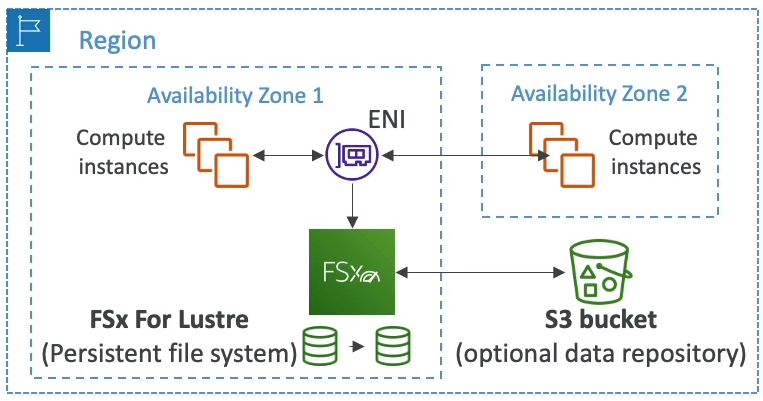 Region
Availability Zone 1
Availability Zone 2
ENI
Compute
instances
Compute
instances
FSx
FSx For Lustre
(Persistent file system)
S3 bucket
(optional data repository)